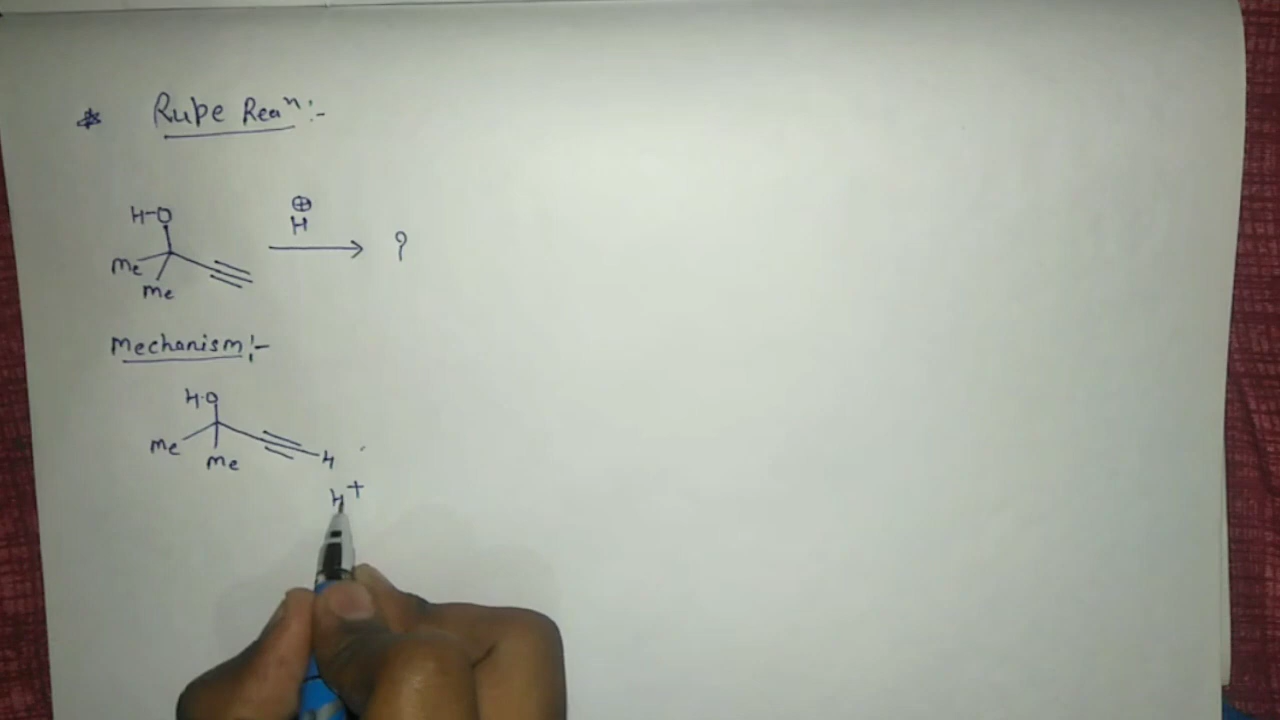 * Rupe Reaⁿ:-
⊕
H-O H
Me ?
Me
Mechanism:-
H-O
Me
Me H
H+